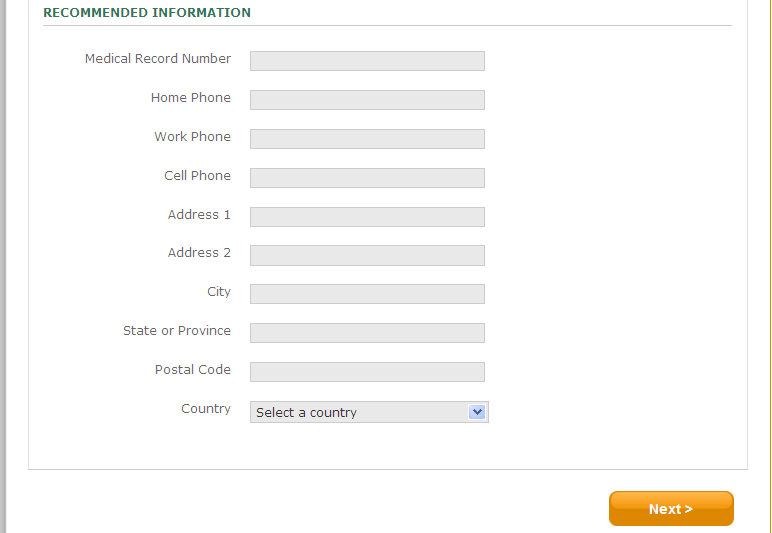 RECOMMENDED INFORMATION
Medical Record Number
Home Phone
Work Phone
Cell Phone
Address 1
Address 2
City
State or Province
Postal Code
Country Select a country
Next >